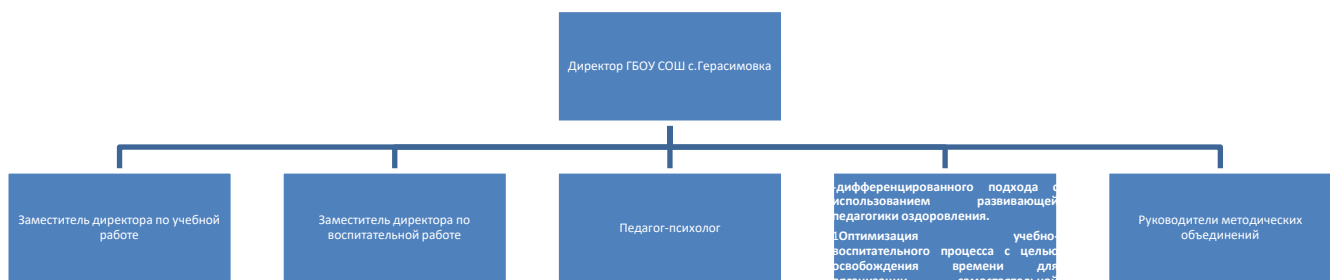 Директор ГБОУ СОШ с.Герасимовка
Заместитель директора по учебной
работе
Заместитель директора по
воспитательной работе
Педагог-психолог
-дифференцированного подхода с
использованием развивающей
педагогики оздоровления.
1Оптимизация учебно-
воспитательного процесса с целью
освобождения времени для
Руководители методических
объединений